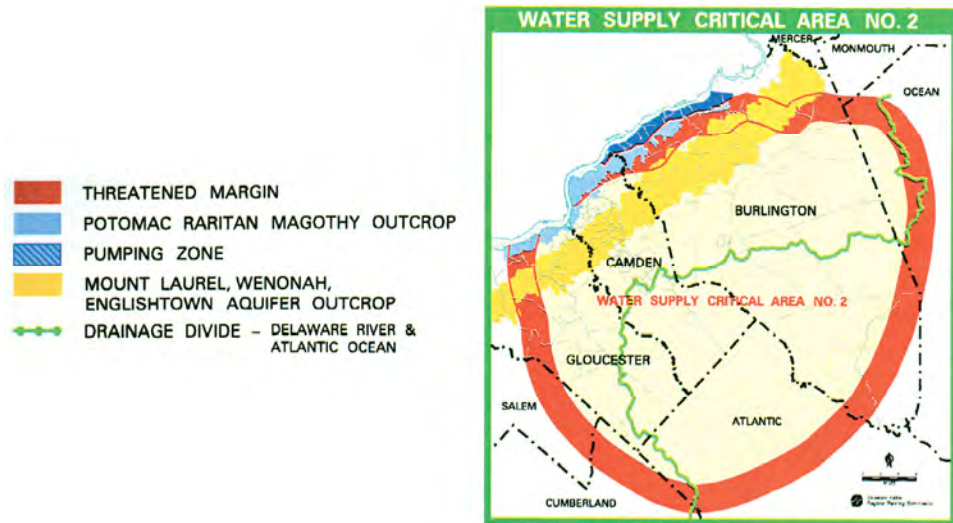 WATER SUPPLY CRITICAL AREA NO. 2
MERCER
MONMOUTH
OCEAN
THREATENED MARGIN
POTOMAC RARITAN MAGOTHY OUTCROP
PUMPING ZONE
MOUNT LAUREL, WENONAH,
ENGLISHTOWN AQUIFER OUTCROP
DRAINAGE DIVIDE – DELAWARE RIVER &
ATLANTIC OCEAN
BURLINGTON
CAMDEN
WATER SUPPLY CRITICAL AREA NO. 2
GLOUCESTER
SALEM
ATLANTIC
CUMBERLAND